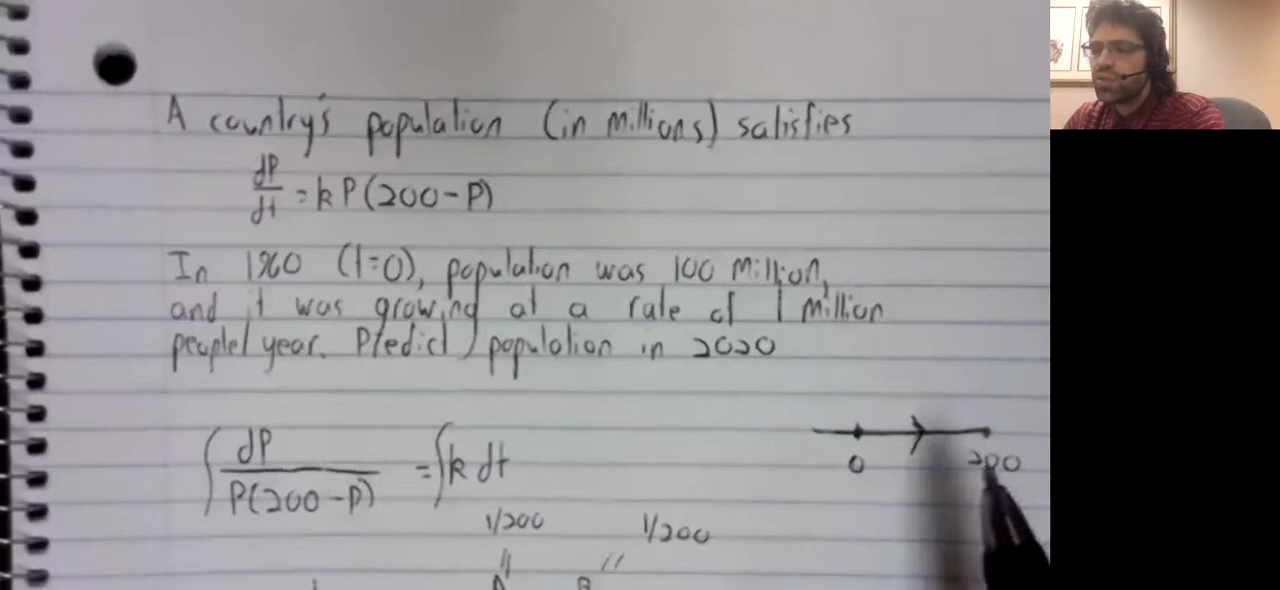 A country's population (in millions) satisfies
dP/dt = kP(200-P)
In 1960 (t=0), population was 100 million,
and it was growing at a rate of 1 million
people/year. Predict population in 2020
∫ dP/P(200-P) = ∫k dt
0 200
1/200 1/200
" "
A B